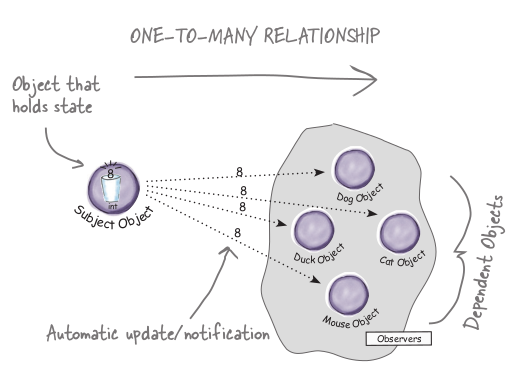 ONE-TO-MANY RELATIONSHIP
Object that
holds state
8
int
Subject Object
8
8
8
8
Dog Object
Duck Object
Cat Object
Mouse Object
Observers
Dependent Objects
Automatic update/notification